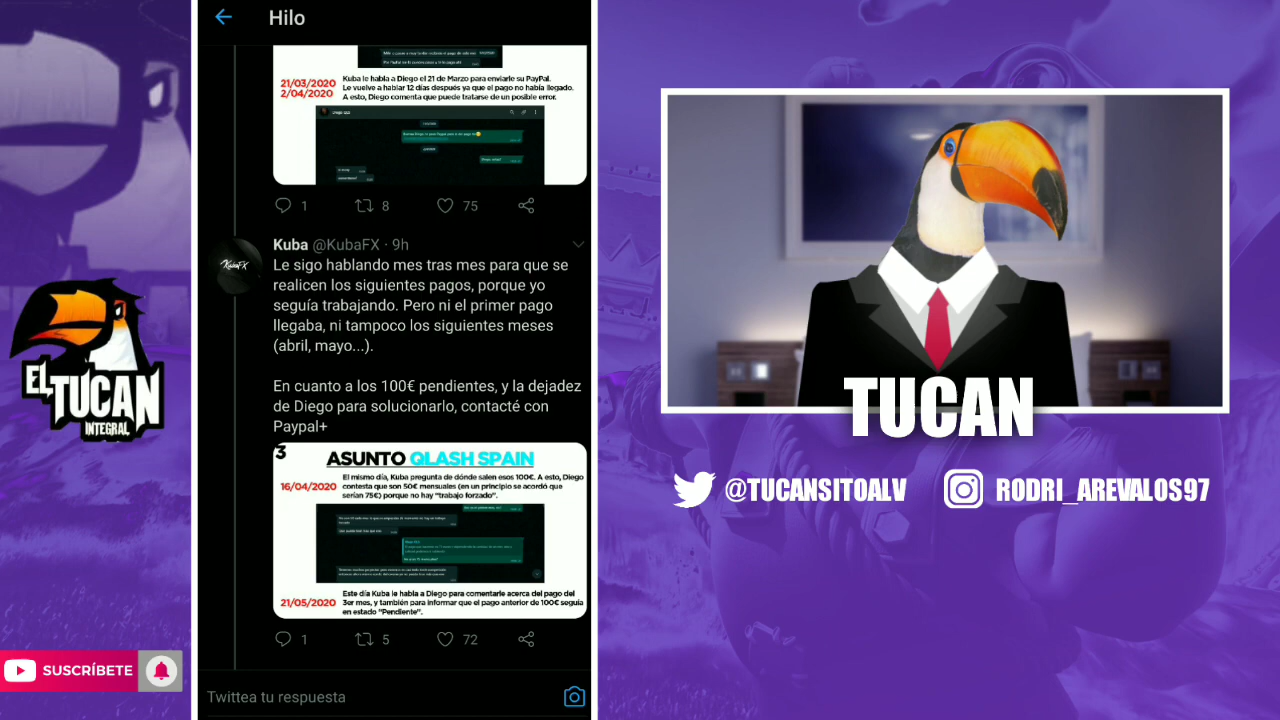 Hilo
21/03/2020
2/04/2020
Kuba le habla a Diego el 21 de Marzo para enviarle su PayPal.
Le vuelve a hablar 12 días después ya que el pago no había llegado.
A esto, Diego comenta que puede tratarse de un posible error.
1 8 75
KubaFX
Kuba @KubaFX · 9h
Le sigo hablando mes tras mes para que se
realicen los siguientes pagos, porque yo
seguía trabajando. Pero ni el primer pago
llegaba, ni tampoco los siguientes meses
(abril, mayo...).
En cuanto a los 100€ pendientes, y la dejadez
de Diego para solucionarlo, contacté con
Paypal+
3
ASUNTO QLASH SPAIN
16/04/2020
El mismo día, Kuba pregunta de dónde salen esos 100€. A esto, Diego
contesta que son 50€ mensuales (en un principio se acordó que
serían 75€) porque no hay "trabajo forzado".
21/05/2020
Este día Kuba le habla a Diego para comentarle acerca del pago del
3er mes, y también para informar que el pago anterior de 100€ seguía
en estado "Pendiente".
1 5 72
Twittea tu respuesta
EL TUCAN
INTEGRAL
SUSCRÍBETE
TUCAN
@TUCANSITOALV
RODRI_AREVALOS97